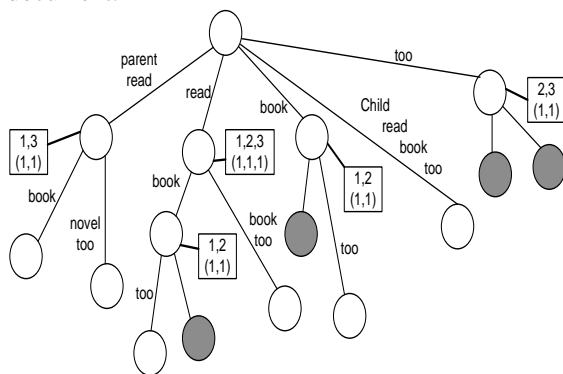 parent
read
read
book
Child
read
book
too
too
2,3
(1,1)
1,3
(1,1)
1,2,3
(1,1,1)
1,2
(1,1)
book
novel
too
book
book
too
too
1,2
(1,1)
too